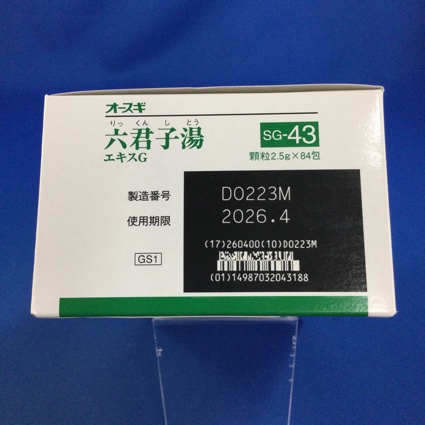 オースギ
りっくんしとう
六君子湯
エキスG
SG-43
顆粒2.5g×84包
製造番号 D0223M
使用期限 2026.4
(17)260400(10)D0223M
GS1
(01)14987032043188